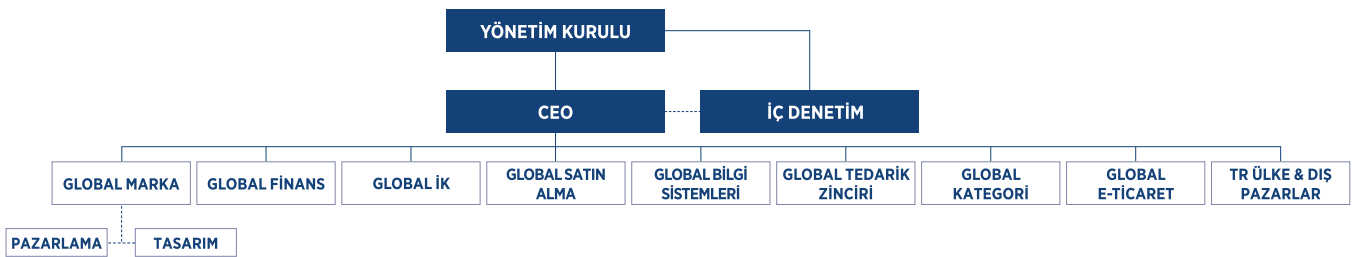 YÖNETİM KURULU
CEO
İÇ DENETİM
GLOBAL MARKA
GLOBAL FİNANS
GLOBAL İK
GLOBAL SATIN
ALMA
GLOBAL BİLGİ
SİSTEMLERİ
GLOBAL TEDARİK
ZİNCİRİ
GLOBAL
KATEGORİ
GLOBAL
E-TİCARET
TR ÜLKE & DIŞ
PAZARLAR
PAZARLAMA
TASARIM